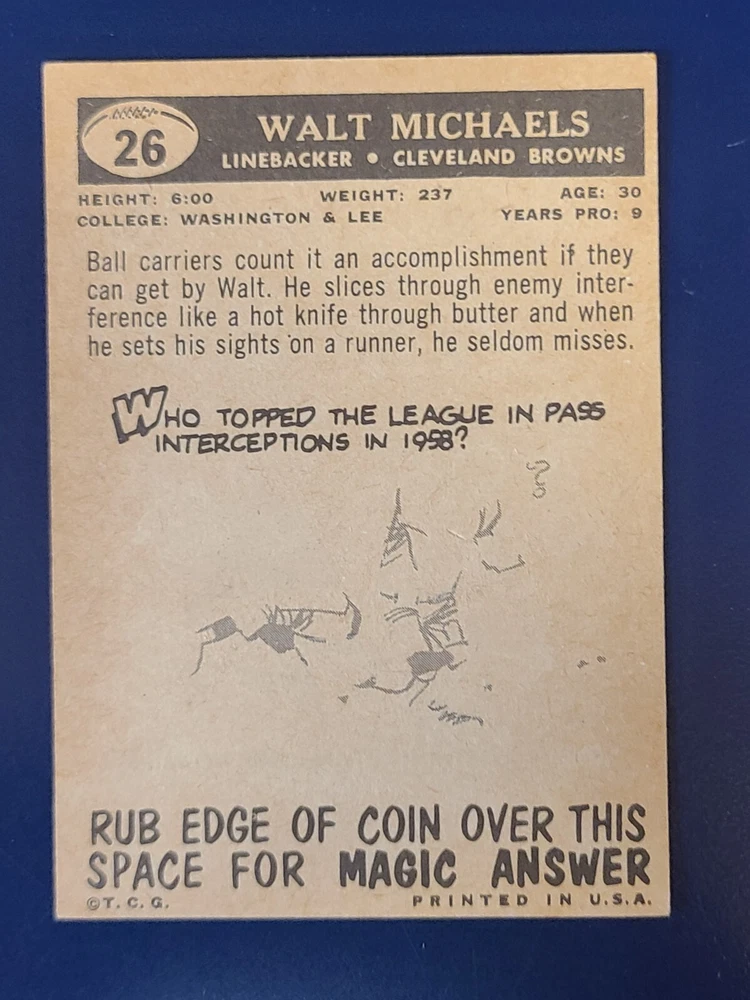 26
WALT MICHAELS
LINEBACKER • CLEVELAND BROWNS
HEIGHT: 6:00 WEIGHT: 237 AGE: 30
COLLEGE: WASHINGTON & LEE YEARS PRO: 9
Ball carriers count it an accomplishment if they
can get by Walt. He slices through enemy inter-
ference like a hot knife through butter and when
he sets his sights on a runner, he seldom misses.
WHO TOPPED THE LEAGUE IN PASS
INTERCEPTIONS IN 1958?
RUB EDGE OF COIN OVER THIS
SPACE FOR MAGIC ANSWER
©T. C. G. PRINTED IN U.S.A.